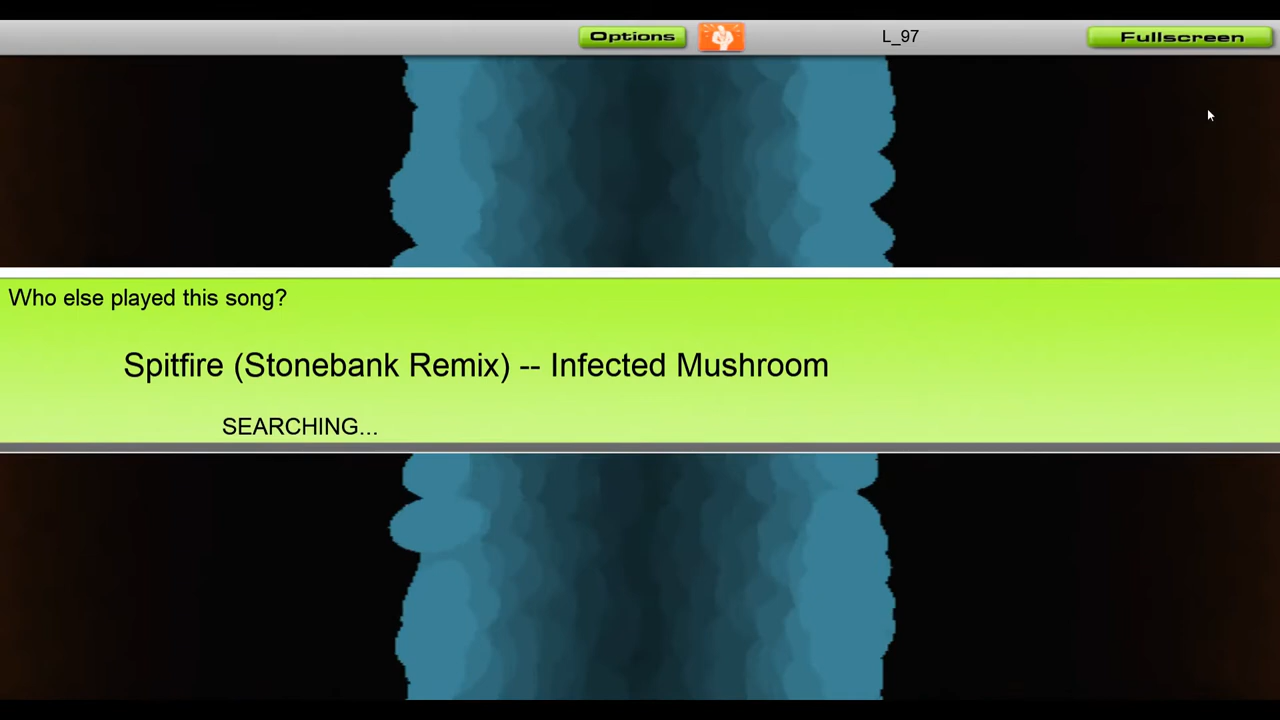 Options
L_97
Fullscreen
Who else played this song?
Spitfire (Stonebank Remix) -- Infected Mushroom
SEARCHING...